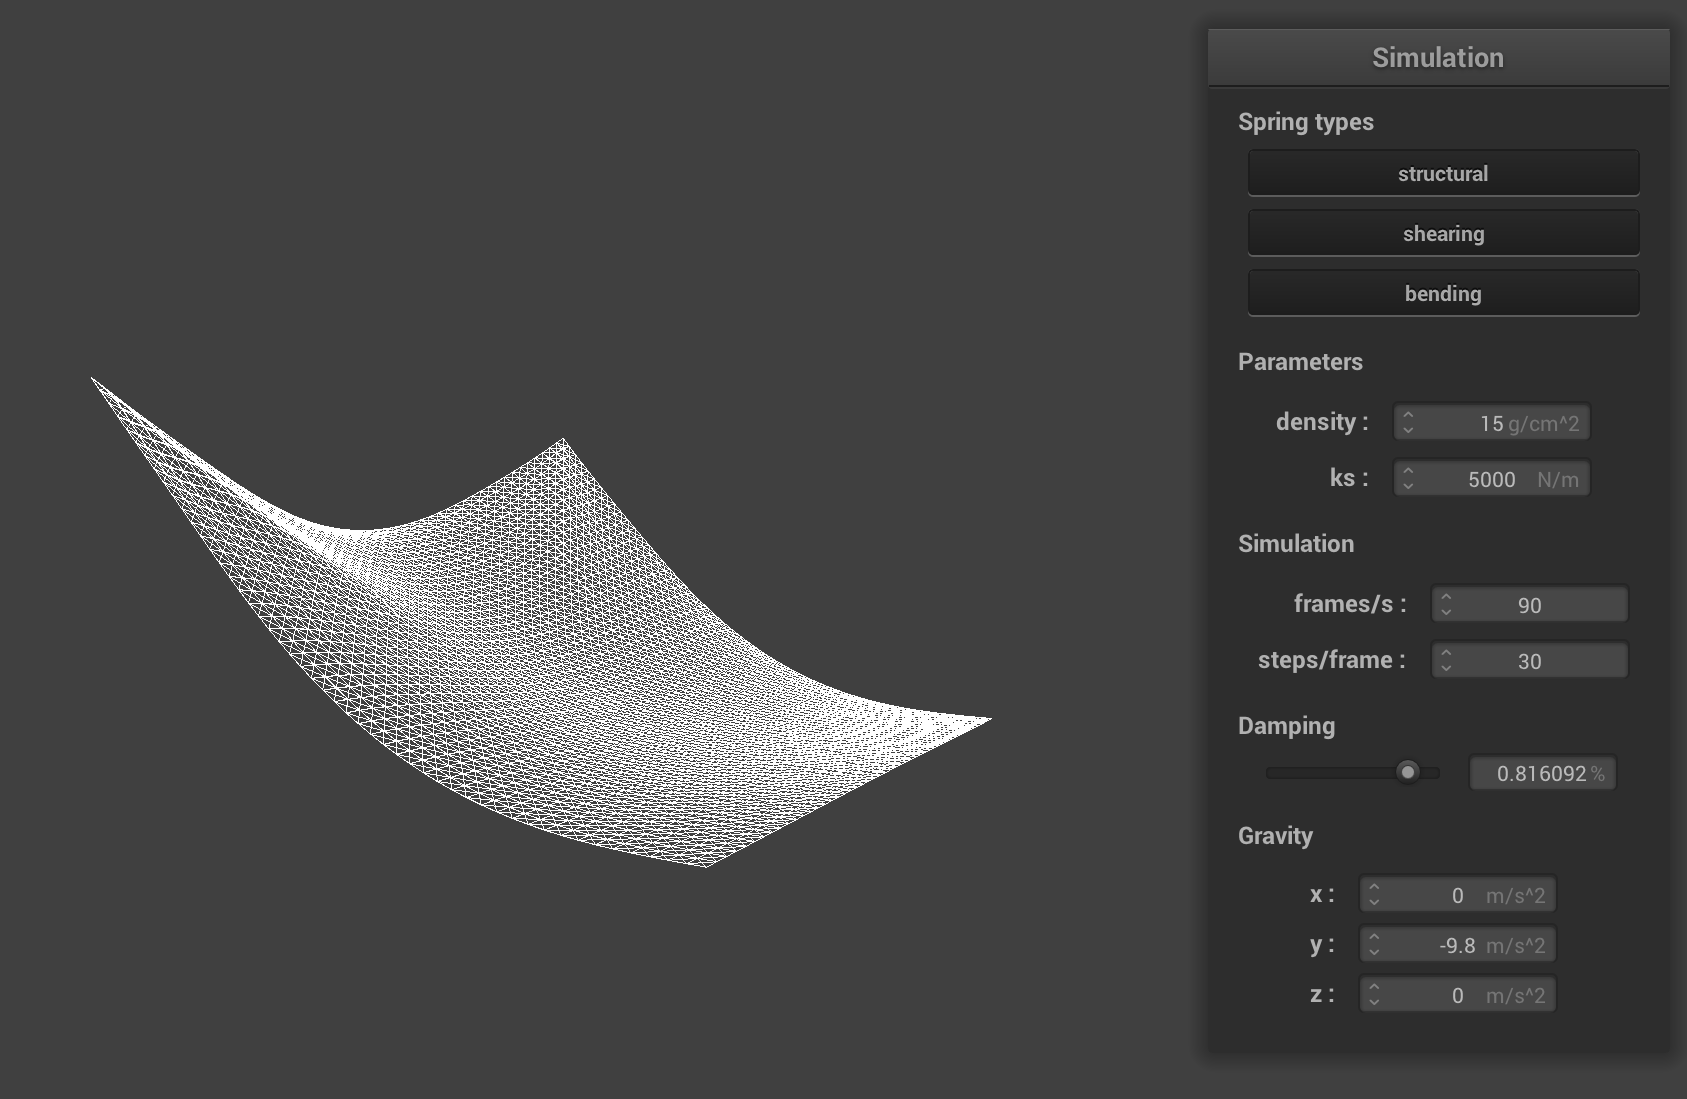 Simulation
Spring types
structural
shearing
bending
Parameters
density : 15 g/cm^2
ks : 5000 N/m
Simulation
frames/s : 90
steps/frame : 30
Damping
0.816092 %
Gravity
x : 0 m/s^2
y : -9.8 m/s^2
z : 0 m/s^2